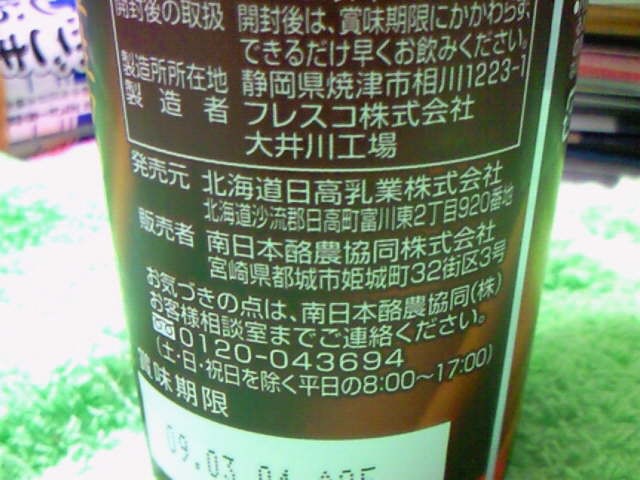 開封後の取扱 開封後は、賞味期限にかかわらず、
できるだけ早くお飲みください。
製造所所在地 静岡県焼津市相川1223-1
製造者 フレスコ株式会社
大井川工場
発売元 北海道日高乳業株式会社
北海道沙流郡日高町富川東2丁目920番地
販売者 南日本酪農協同株式会社
宮崎県都城市姫城町32街区3号
お気づきの点は、南日本酪農協同(株)
お客様相談室までご連絡ください。
0120-043694
(土・日・祝日を除く平日の8:00〜17:00)
賞味期限
09.03.04